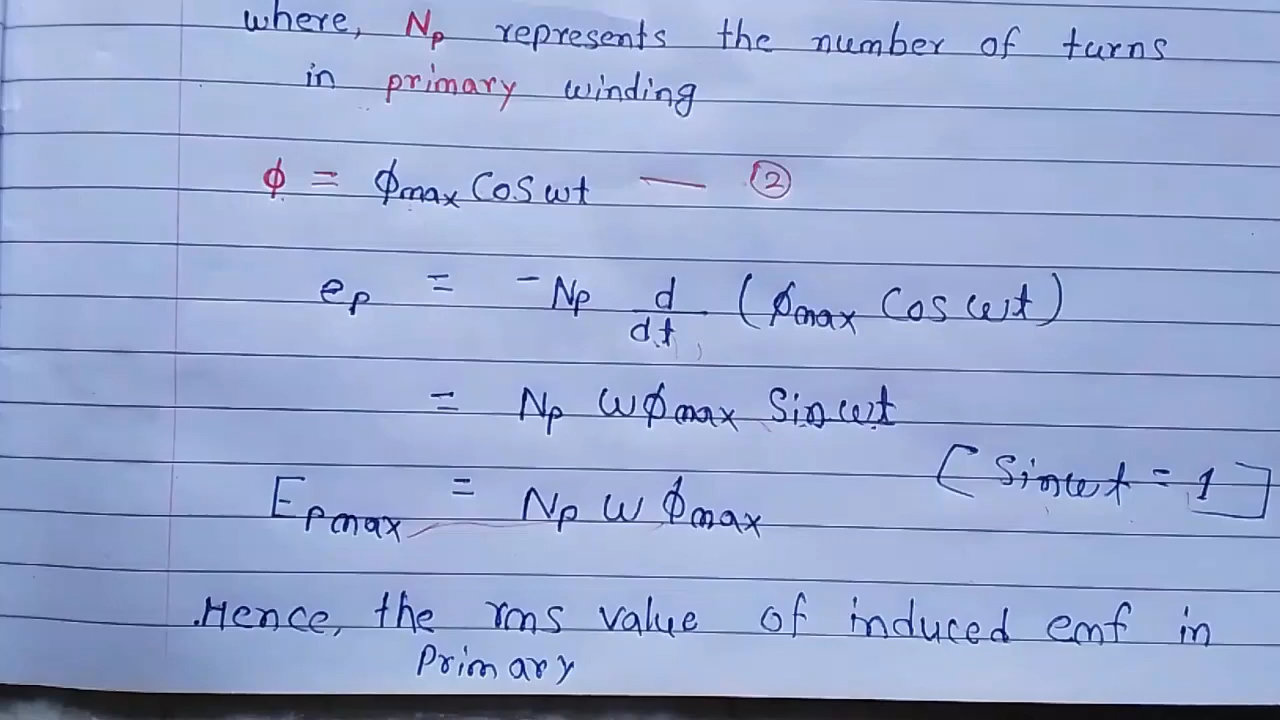 where, Np represents the number of turns
in primary winding
ϕ = ϕmax Cos ωt — ②
ep = - Np d/dt (ϕmax Cos ωt)
= Np ωϕmax Sin ωt
[Sin ωt = 1]
EPmax = Np ω ϕmax
Hence, the rms value of induced emf in
Primary